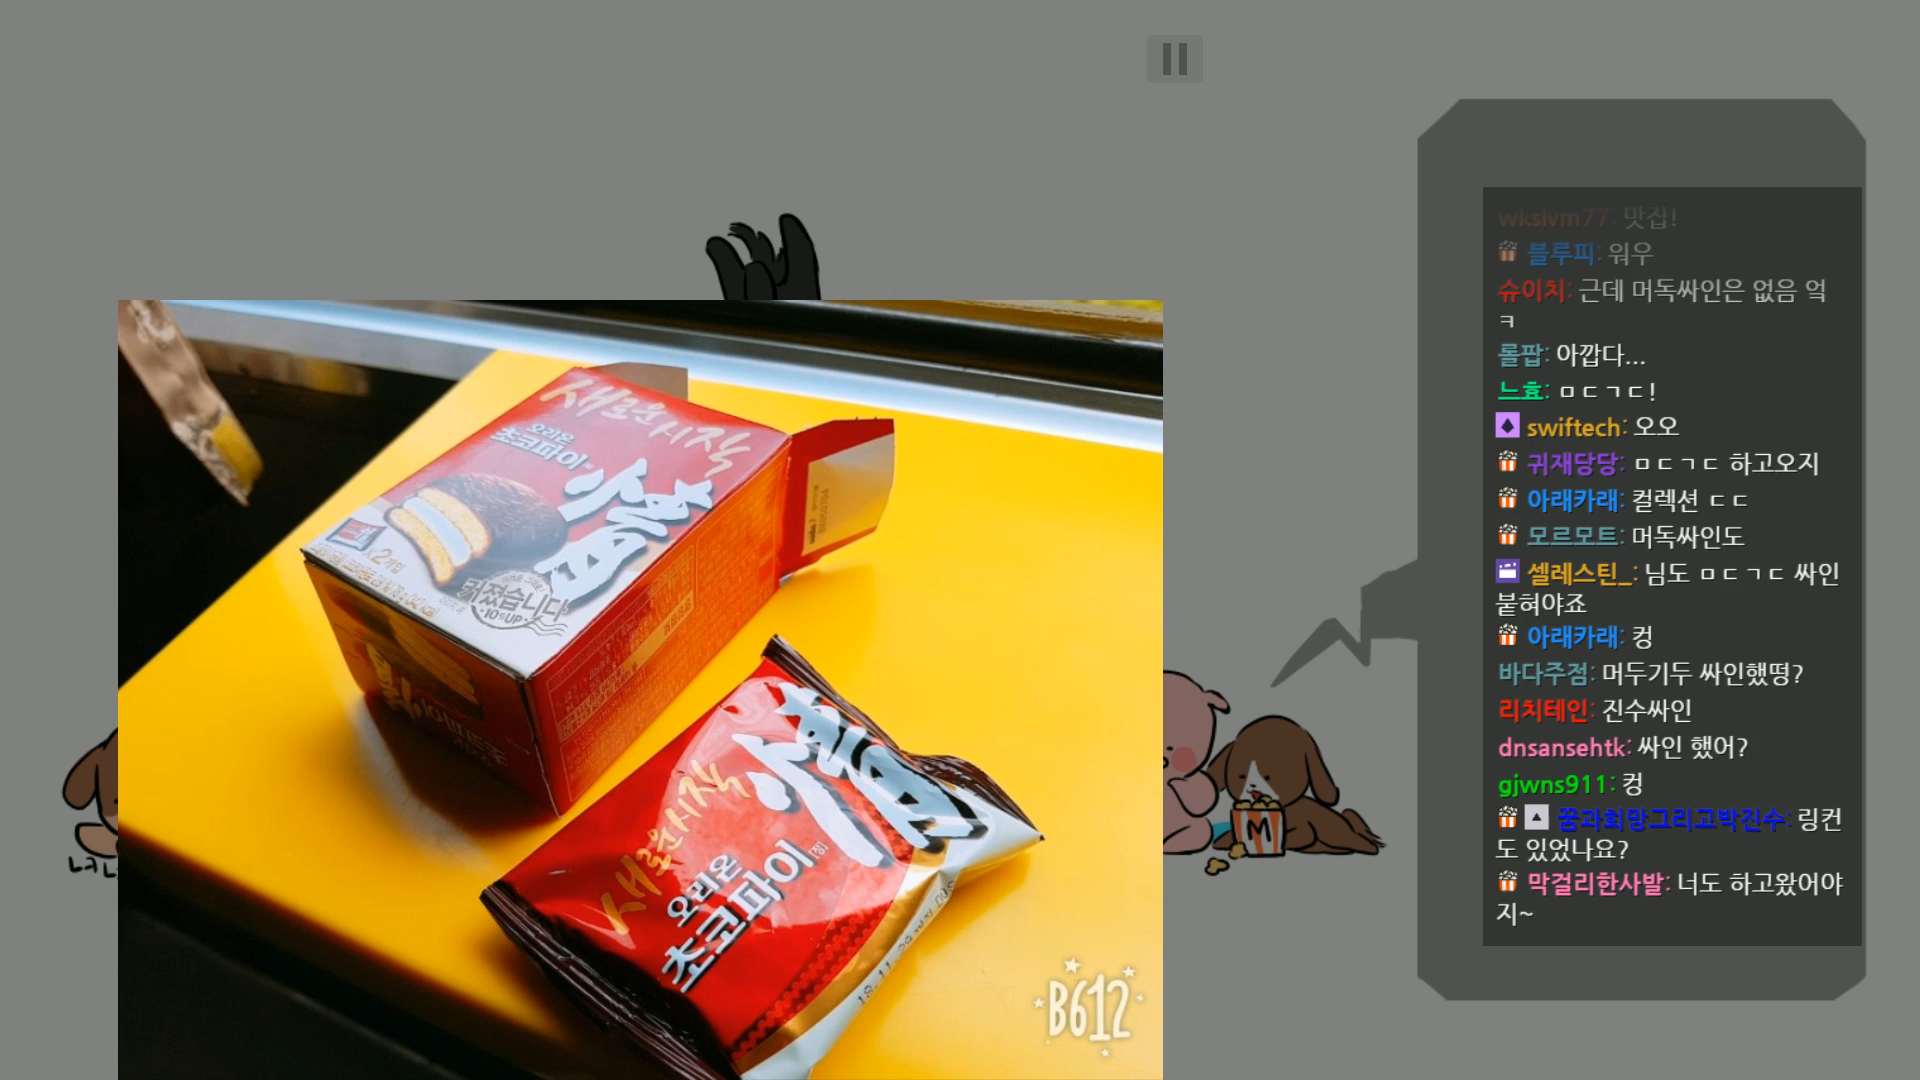 wksivm77: 맛집!
블루피: 워우
슈이치: 근데 머독싸인은 없음 엌
ㅋ
롤팝: 아깝다...
느효: ㅁㄷㄱㄷ!
swiftech: 오오
귀재당당: ㅁㄷㄱㄷ 하고오지
아래카래: 컬렉션 ㄷㄷ
모르모트: 머독싸인도
셀레스틴_: 님도 ㅁㄷㄱㄷ 싸인
붙혀야죠
아래카래: 컹
바다주점: 머두기두 싸인했떵?
리치테인: 진수싸인
dnsansehtk: 싸인 했어?
gjwns911: 컹
꿈과희망그리고박진수: 링컨
도 있었나요?
막걸리한사발: 너도 하고왔어야
지~
새로운시작
오리온
초코파이
情
x2개입
커졌습니다
10%UP
새로운시작
情
오리온
초코파이[정]
B612
M